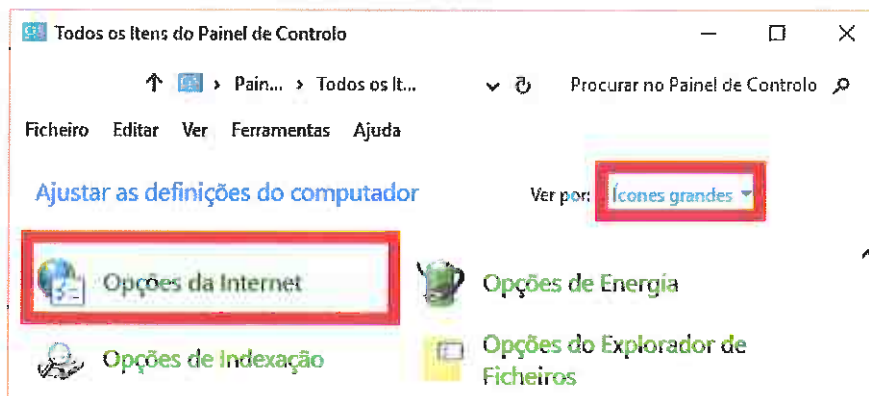 Todos os Itens do Painel de Controlo
Pain... > Todos os It...
Procurar no Painel de Controlo
Ficheiro Editar Ver Ferramentas Ajuda
Ajustar as definições do computador
Ver por: Ícones grandes
Opções da Internet
Opções de Energia
Opções de Indexação
Opções do Explorador de
Ficheiros